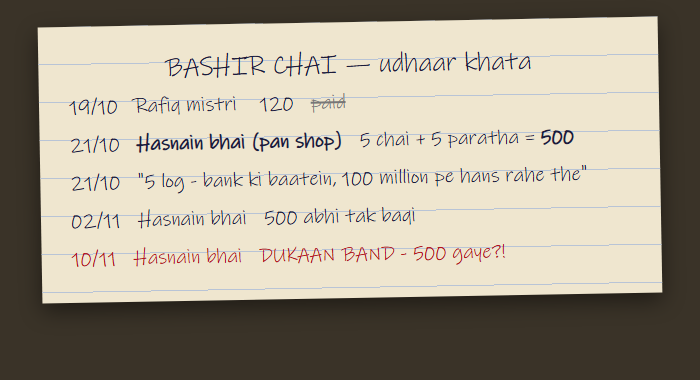 BASHIR CHAI — udhaar khata
19/10 Rafiq mistri 120 paid
21/10 Hasnain bhai (pan shop) 5 chai + 5 paratha = 500
21/10 "5 log - bank ki baatein, 100 million pe hans rahe the"
02/11 Hasnain bhai 500 abhi tak baqi
10/11 Hasnain bhai DUKAAN BAND - 500 gaye?!